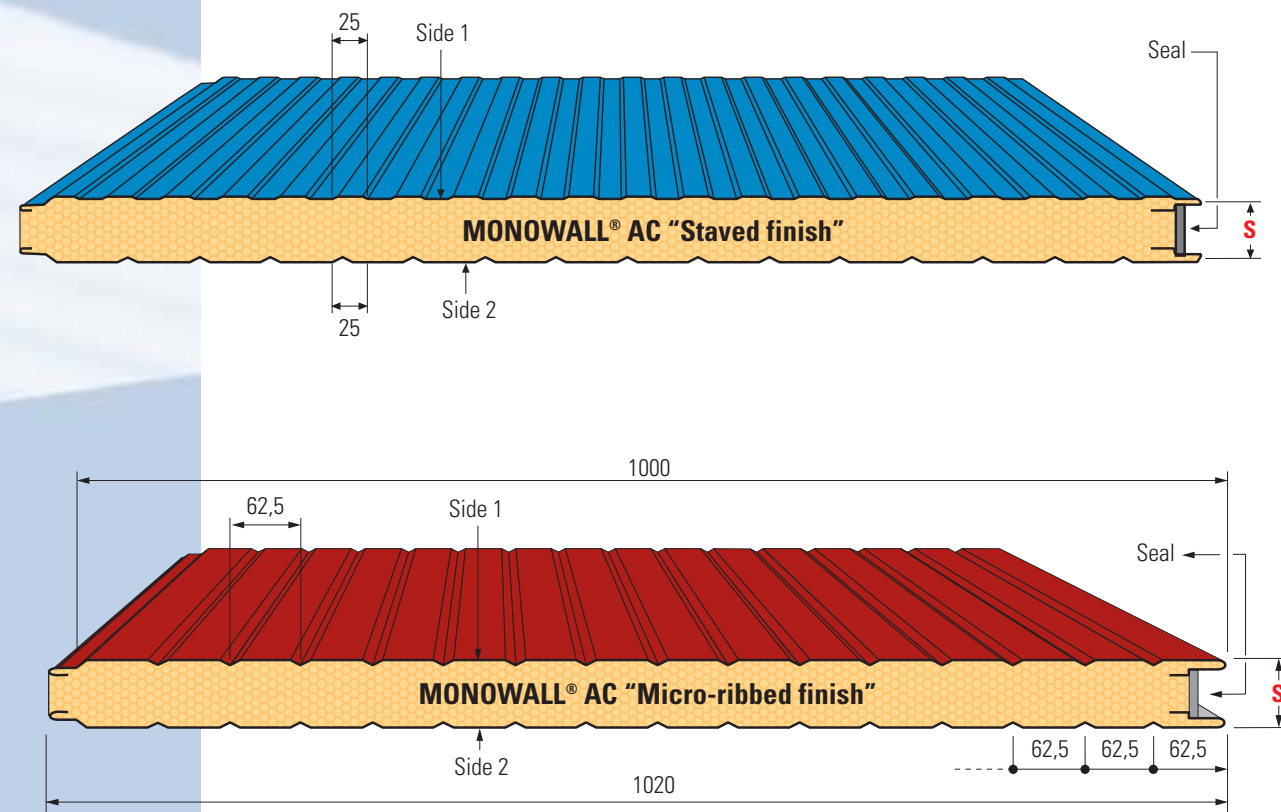 25
Side 1
Seal
MONOWALL® AC “Staved finish”
S
25
Side 2
1000
62,5
Side 1
Seal
MONOWALL® AC “Micro-ribbed finish”
S
62,5 62,5 62,5
Side 2
1020